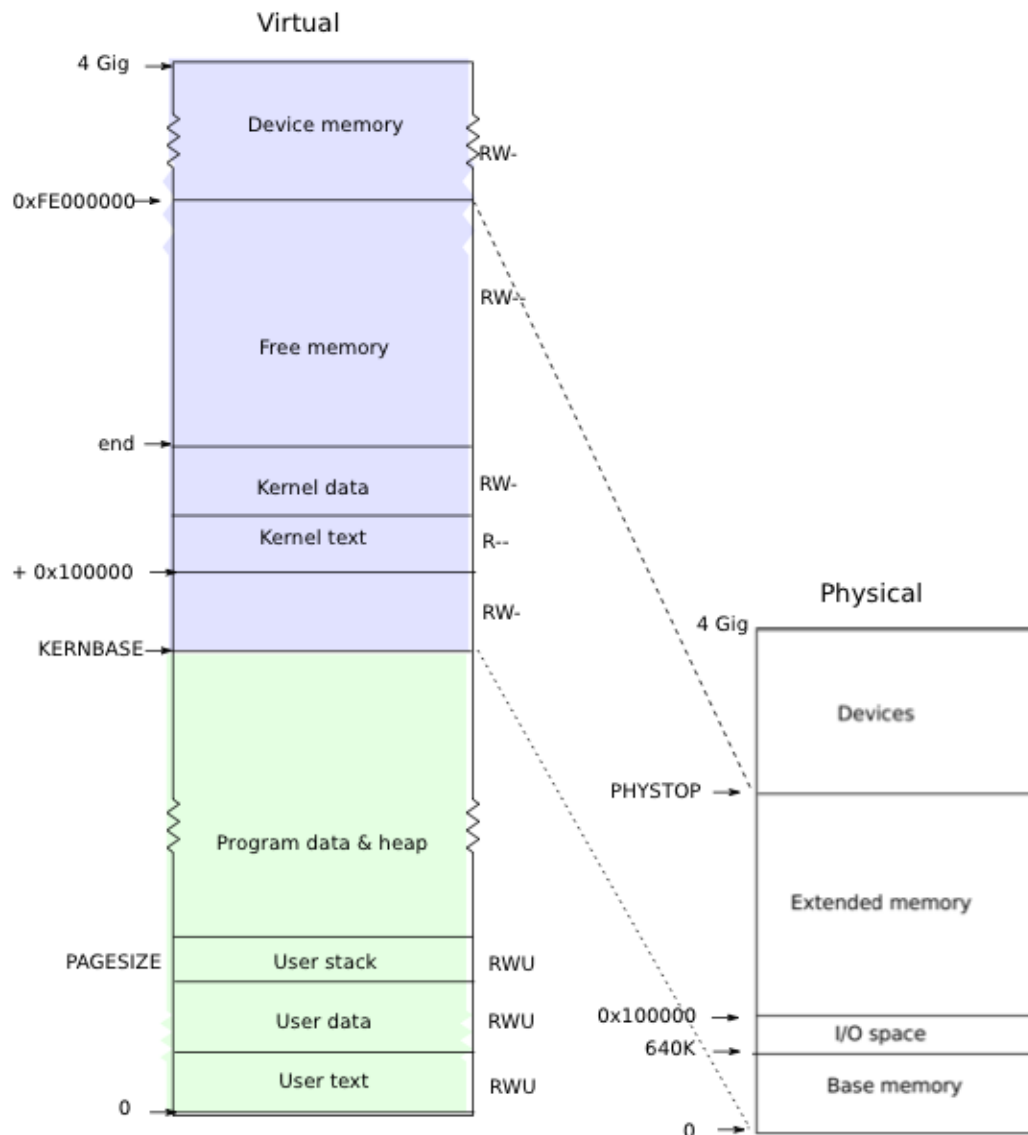 Virtual
4 Gig
Device memory
RW-
0xFE000000
RW--
Free memory
end
Kernel data
RW-
Kernel text
R--
+ 0x100000
RW-
KERNBASE
Program data & heap
PAGESIZE
User stack
RWU
User data
RWU
User text
RWU
0
Physical
4 Gig
Devices
PHYSTOP
Extended memory
0x100000
I/O space
640K
Base memory
0